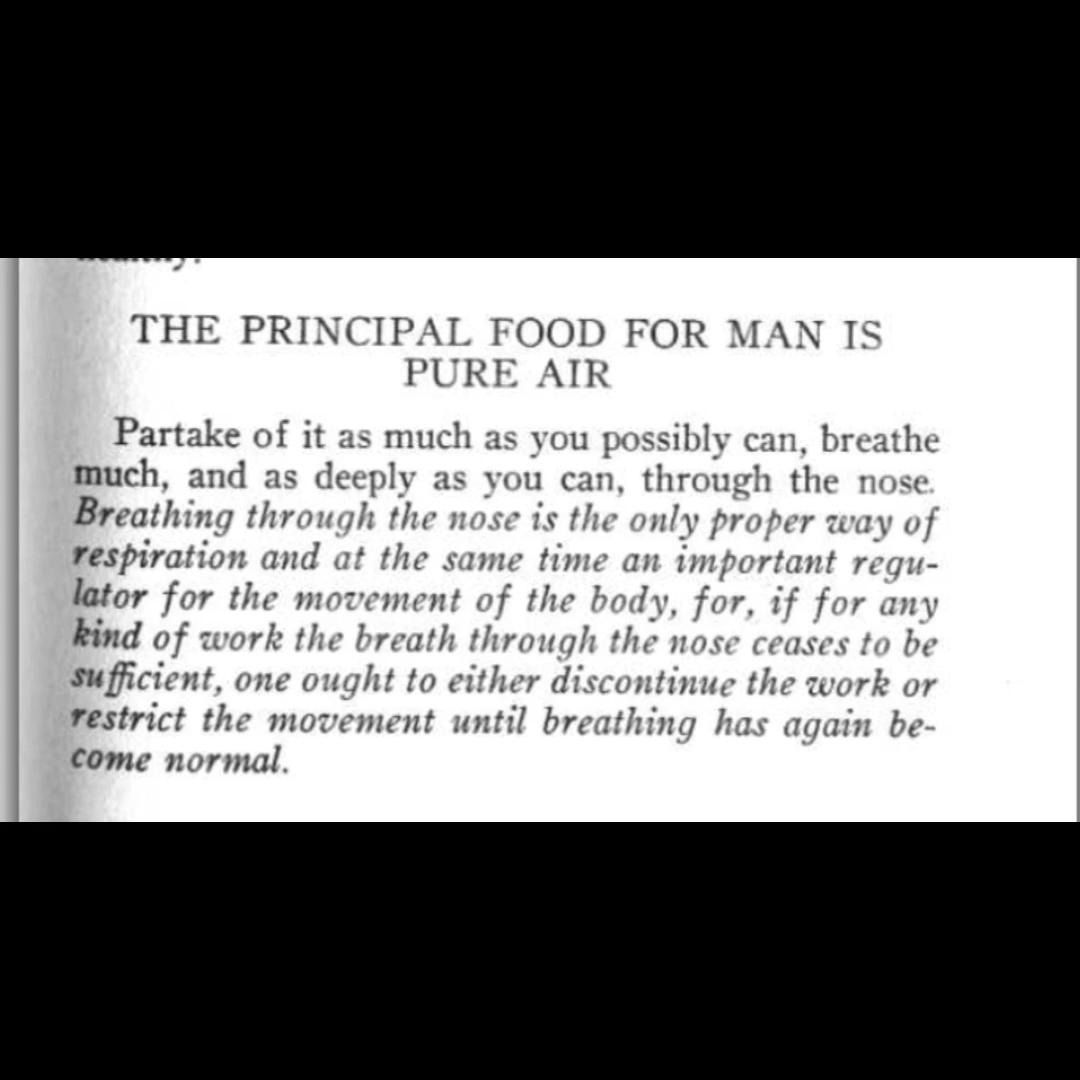 THE PRINCIPAL FOOD FOR MAN IS
PURE AIR
Partake of it as much as you possibly can, breathe
much, and as deeply as you can, through the nose.
Breathing through the nose is the only proper way of
respiration and at the same time an important regu-
lator for the movement of the body, for, if for any
kind of work the breath through the nose ceases to be
sufficient, one ought to either discontinue the work or
restrict the movement until breathing has again be-
come normal.